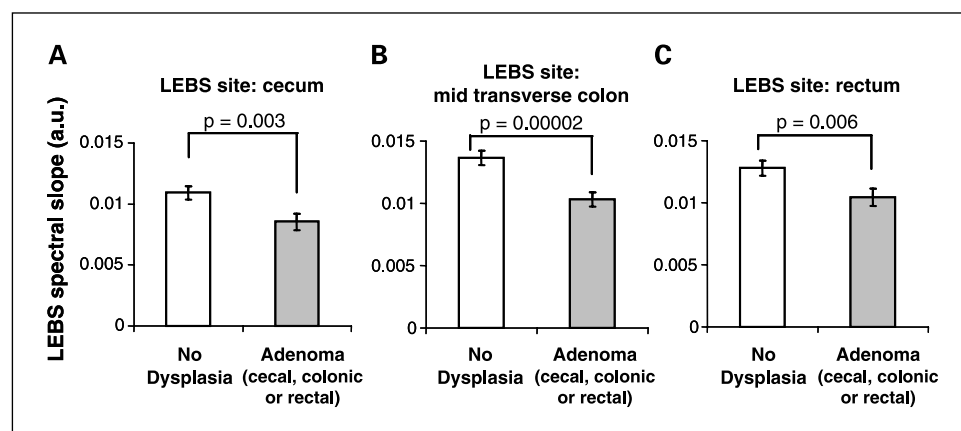 LEBS spectral slope (a.u.)
A
LEBS site: cecum
p = 0.003
0.015
0.01
0.005
0
No
Dysplasia
Adenoma
(cecal, colonic
or rectal)
B
LEBS site:
mid transverse colon
p = 0.00002
0.015
0.01
0.005
0
No
Dysplasia
Adenoma
(cecal, colonic
or rectal)
C
LEBS site: rectum
p = 0.006
0.015
0.01
0.005
0
No
Dysplasia
Adenoma
(cecal, colonic
or rectal)